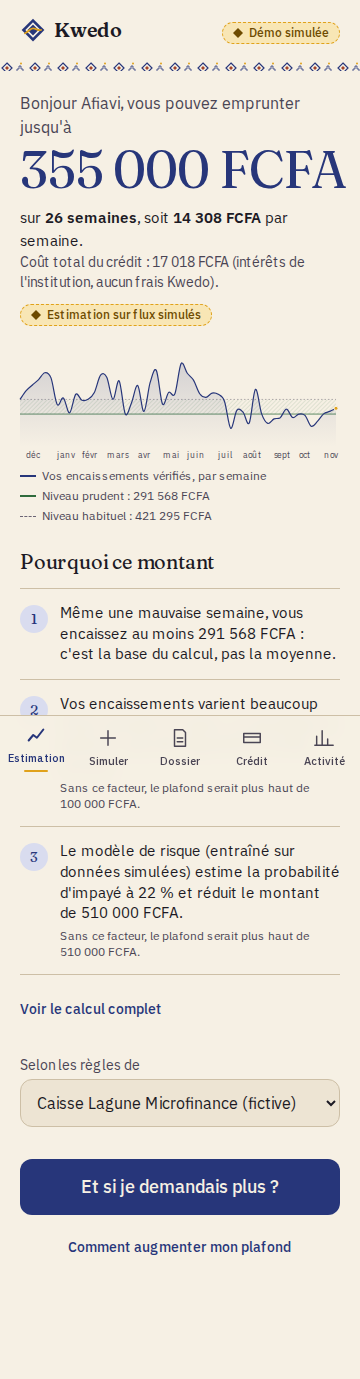 Kwedo
Démo simulée
Bonjour Afiavi, vous pouvez emprunter
jusqu'à
355 000 FCFA
sur 26 semaines, soit 14 308 FCFA par
semaine.
Coût total du crédit : 17 018 FCFA (intérêts de
l'institution, aucun frais Kwedo).
Estimation sur flux simulés
déc janv févr mars avr mai juin juil août sept oct nov
Vos encaissements vérifiés, par semaine
Niveau prudent : 291 568 FCFA
Niveau habituel : 421 295 FCFA
Pourquoi ce montant
1 Même une mauvaise semaine, vous
encaissez au moins 291 568 FCFA :
c'est la base du calcul, pas la moyenne.
2 Vos encaissements varient beaucoup
Estimation
Simuler
Dossier
Crédit
Activité
Sans ce facteur, le plafond serait plus haut de
100 000 FCFA.
3 Le modèle de risque (entraîné sur
données simulées) estime la probabilité
d'impayé à 22 % et réduit le montant
de 510 000 FCFA.
Sans ce facteur, le plafond serait plus haut de
510 000 FCFA.
Voir le calcul complet
Selon les règles de
Caisse Lagune Microfinance (fictive)
Et si je demandais plus ?
Comment augmenter mon plafond